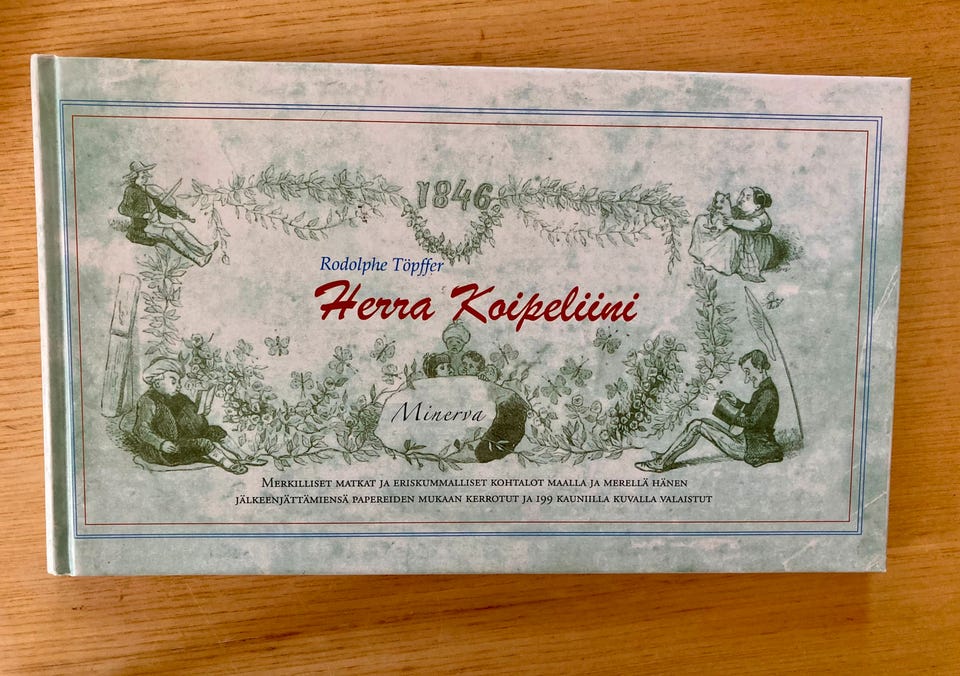 1846
Rodolphe Töpffer
Herra Koipeliini
Minerva
Merkilliset matkat ja eriskummalliset kohtalot maalla ja merellä hänen
jälkeenjättämiensä papereiden mukaan kerrotut ja 199 kauniilla kuvalla valaistut